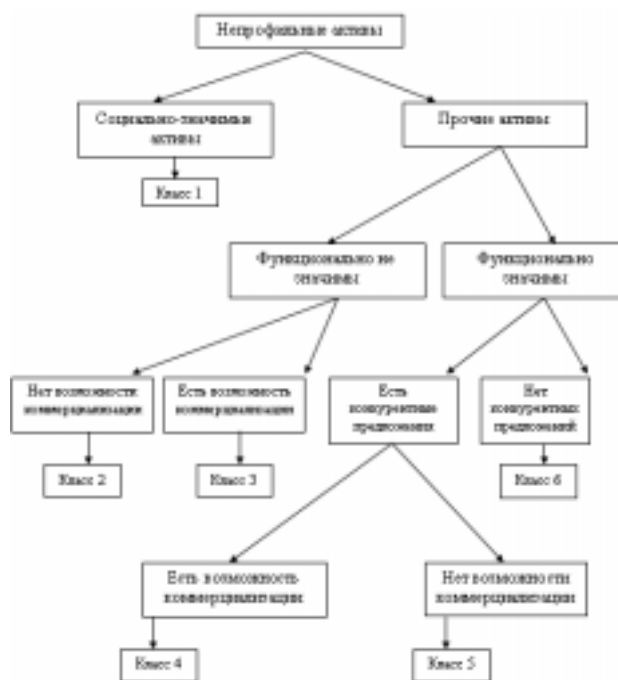 Непрофильные активы
Социально-значимые
активы
Прочие активы
Класс 1
Функционально не
значимы
Функционально
значимы
Нет возможности
коммерциализации
Есть возможность
коммерциализации
Есть
конкурентные
предложения
Нет
конкурентных
предложений
Класс 2
Класс 3
Класс 6
Есть возможность
коммерциализации
Нет возможности
коммерциализации
Класс 4
Класс 5